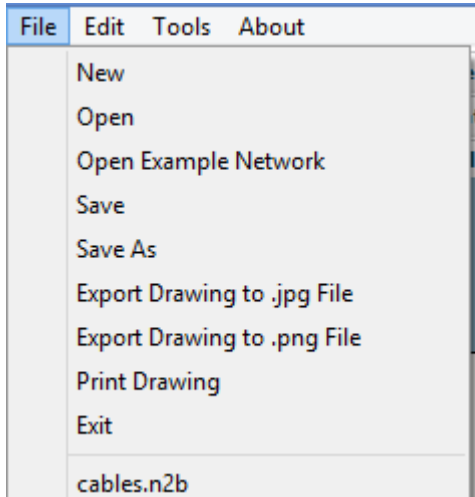 File Edit Tools About
New
Open
Open Example Network
Save
Save As
Export Drawing to .jpg File
Export Drawing to .png File
Print Drawing
Exit
cables.n2b